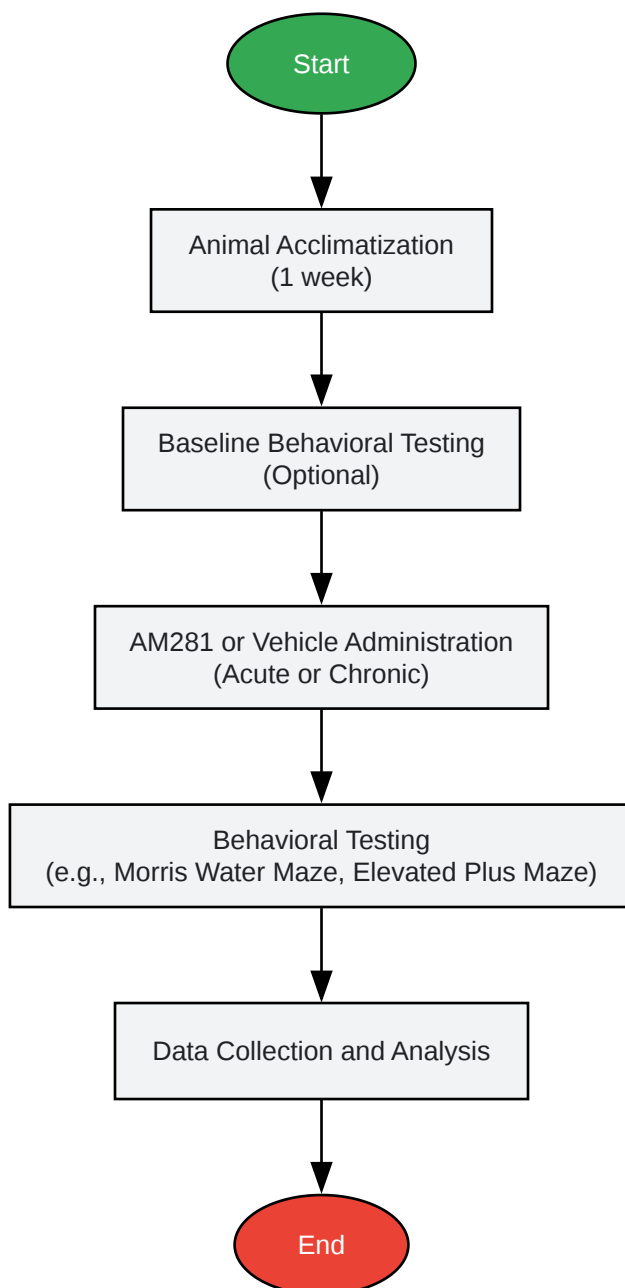 Start
Animal Acclimatization
(1 week)
Baseline Behavioral Testing
(Optional)
AM281 or Vehicle Administration
(Acute or Chronic)
Behavioral Testing
(e.g., Morris Water Maze, Elevated Plus Maze)
Data Collection and Analysis
End